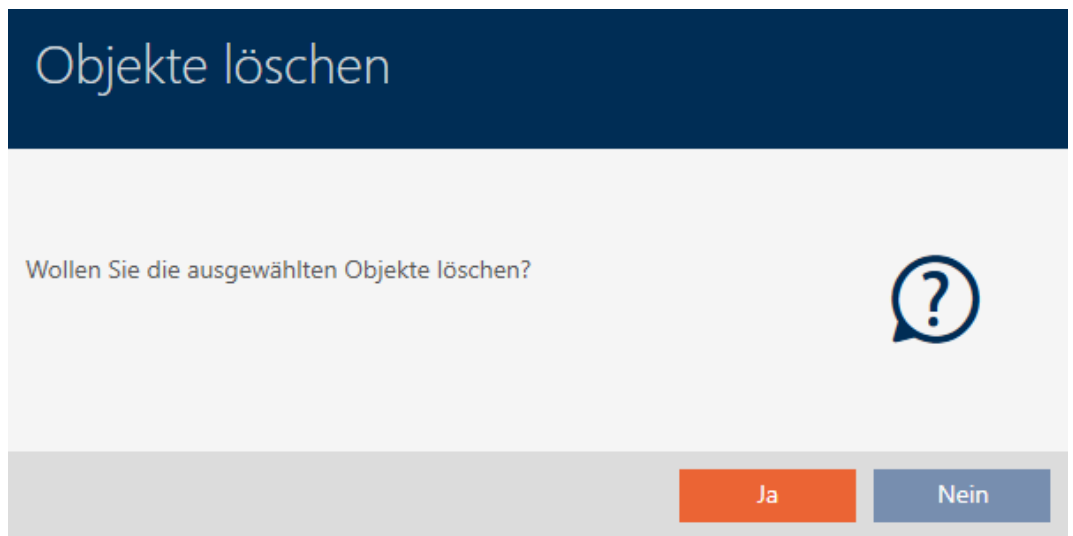 Objekte löschen
Wollen Sie die ausgewählten Objekte löschen?
?
Ja
Nein